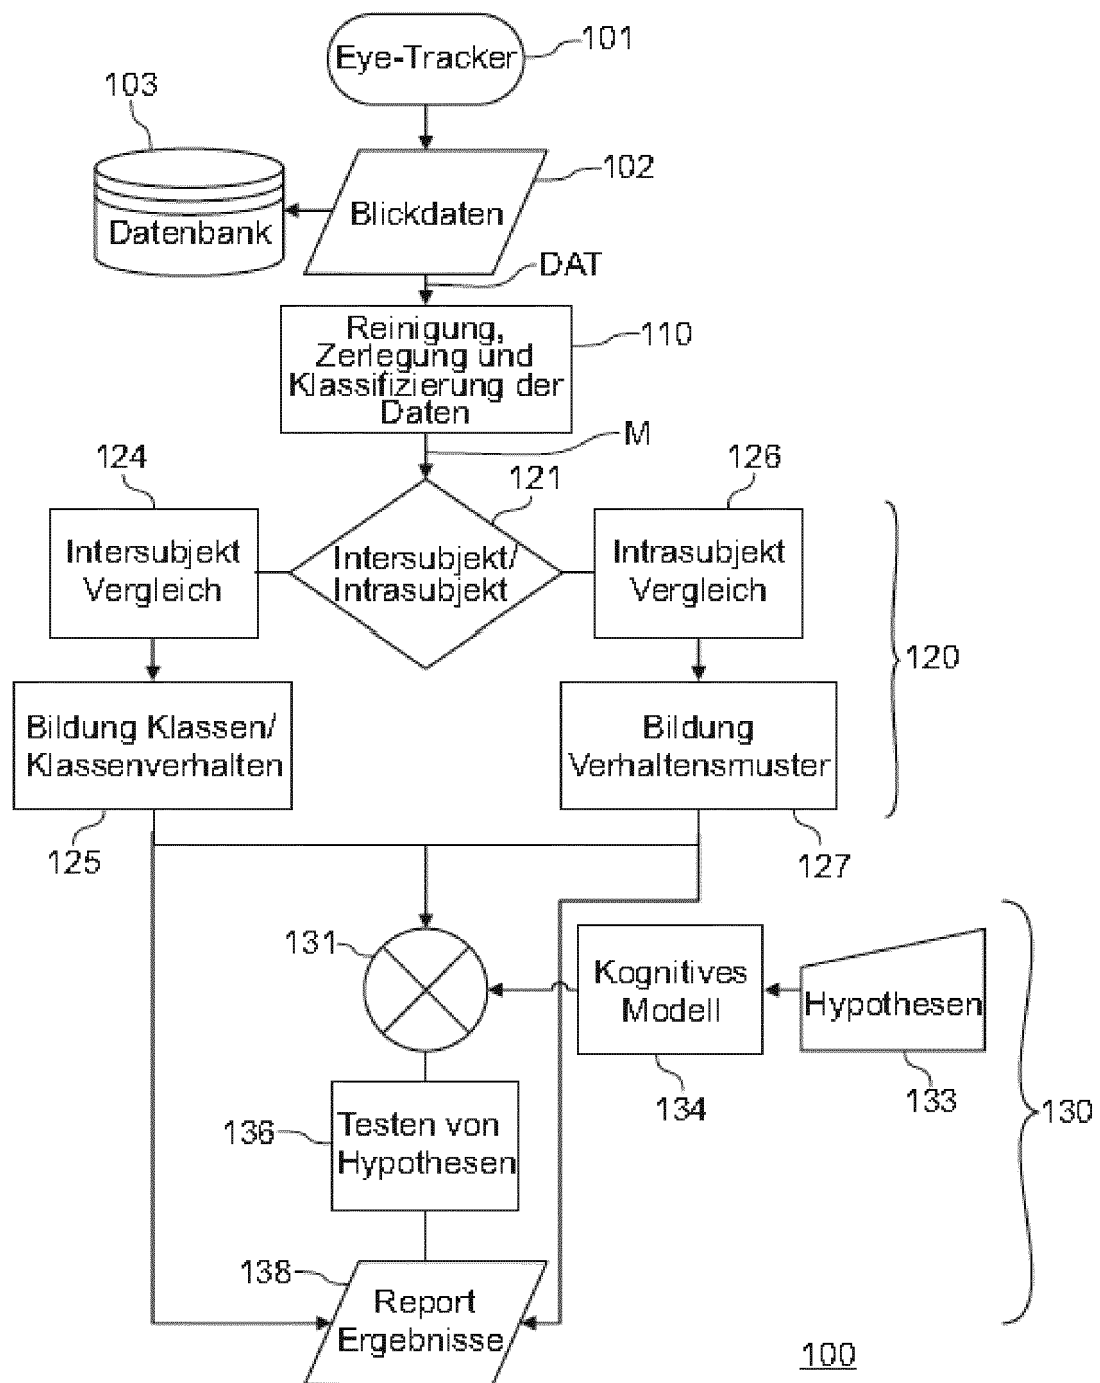 Eye-Tracker
101
103
102
Blickdaten
Datenbank
DAT
Reinigung,
Zerlegung und
Klassifizierung der
Daten
110
M
124
121
126
Intersubjekt
Vergleich
Intersubjekt/
Intrasubjekt
Intrasubjekt
Vergleich
120
Bildung Klassen/
Klassenverhalten
Bildung
Verhaltensmuster
125
127
131
Kognitives
Modell
Hypothesen
134
133
130
136
Testen von
Hypothesen
138
Report
Ergebnisse
100